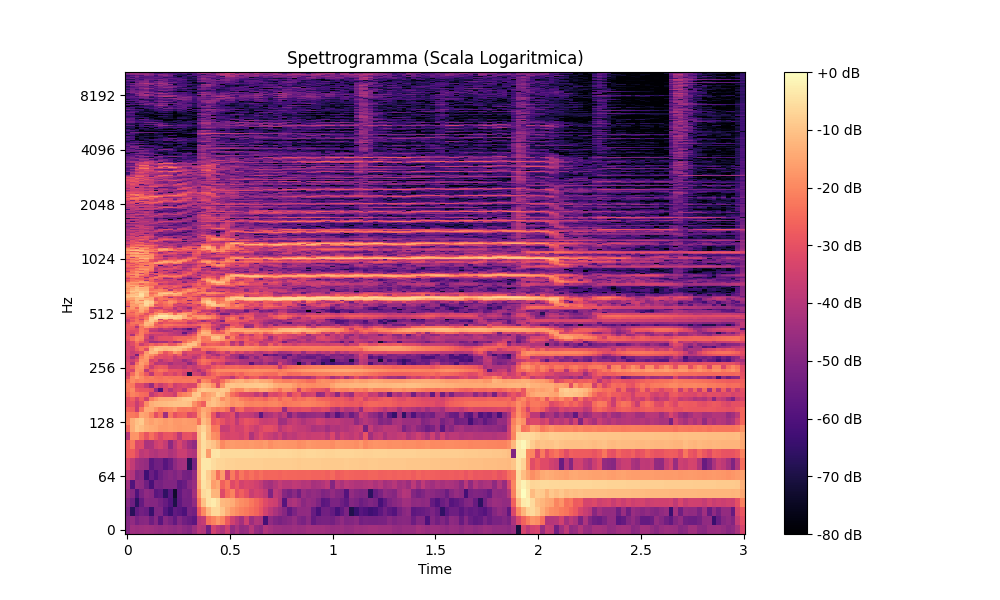 Spettrogramma (Scala Logaritmica)
Hz
8192
4096
2048
1024
512
256
128
64
0
0
0.5
1
1.5
2
2.5
3
Time
+0 dB
-10 dB
-20 dB
-30 dB
-40 dB
-50 dB
-60 dB
-70 dB
-80 dB